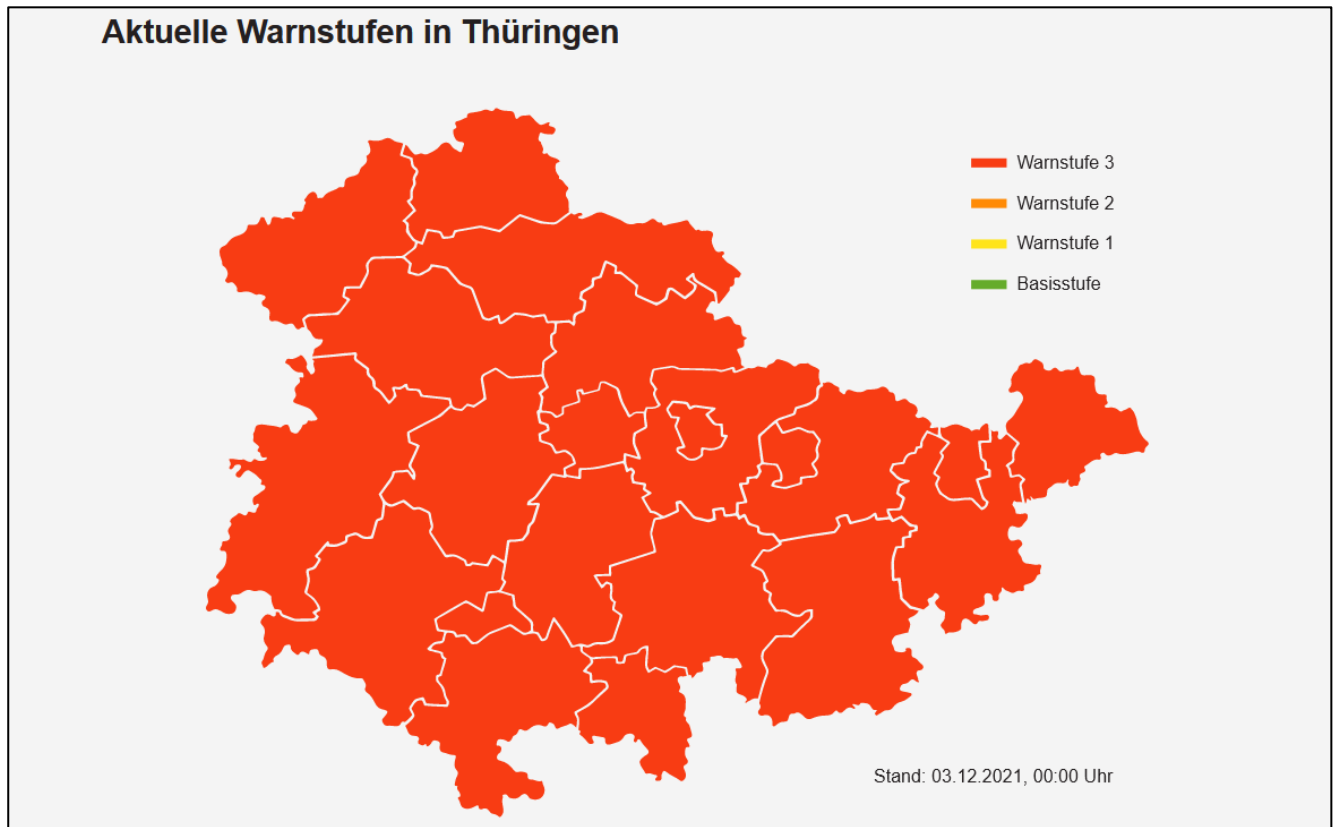 Aktuelle Warnstufen in Thüringen
Warnstufe 3
Warnstufe 2
Warnstufe 1
Basisstufe
Stand: 03.12.2021, 00:00 Uhr